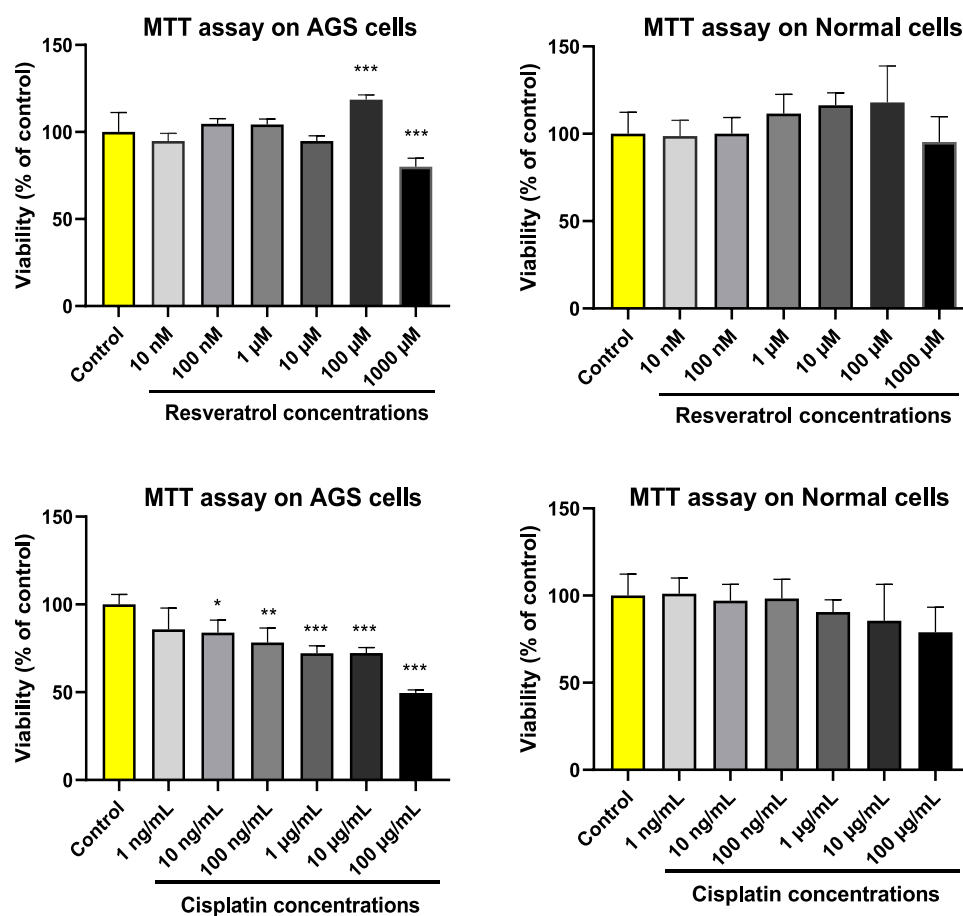 MTT assay on AGS cells
Viability (% of control)
150
100
50
0
***
***
Control
10 nM
100 nM
1 µM
10 µM
100 µM
1000 µM
Resveratrol concentrations
MTT assay on Normal cells
Viability (% of control)
150
100
50
0
Control
10 nM
100 nM
1 µM
10 µM
100 µM
1000 µM
Resveratrol concentrations
MTT assay on AGS cells
Viability (% of control)
150
100
50
0
*
**
***
***
***
Control
1 ng/mL
10 ng/mL
100 ng/mL
1 µg/mL
10 µg/mL
100 µg/mL
Cisplatin concentrations
MTT assay on Normal cells
Viability (% of control)
150
100
50
0
Control
1 ng/mL
10 ng/mL
100 ng/mL
1 µg/mL
10 µg/mL
100 µg/mL
Cisplatin concentrations